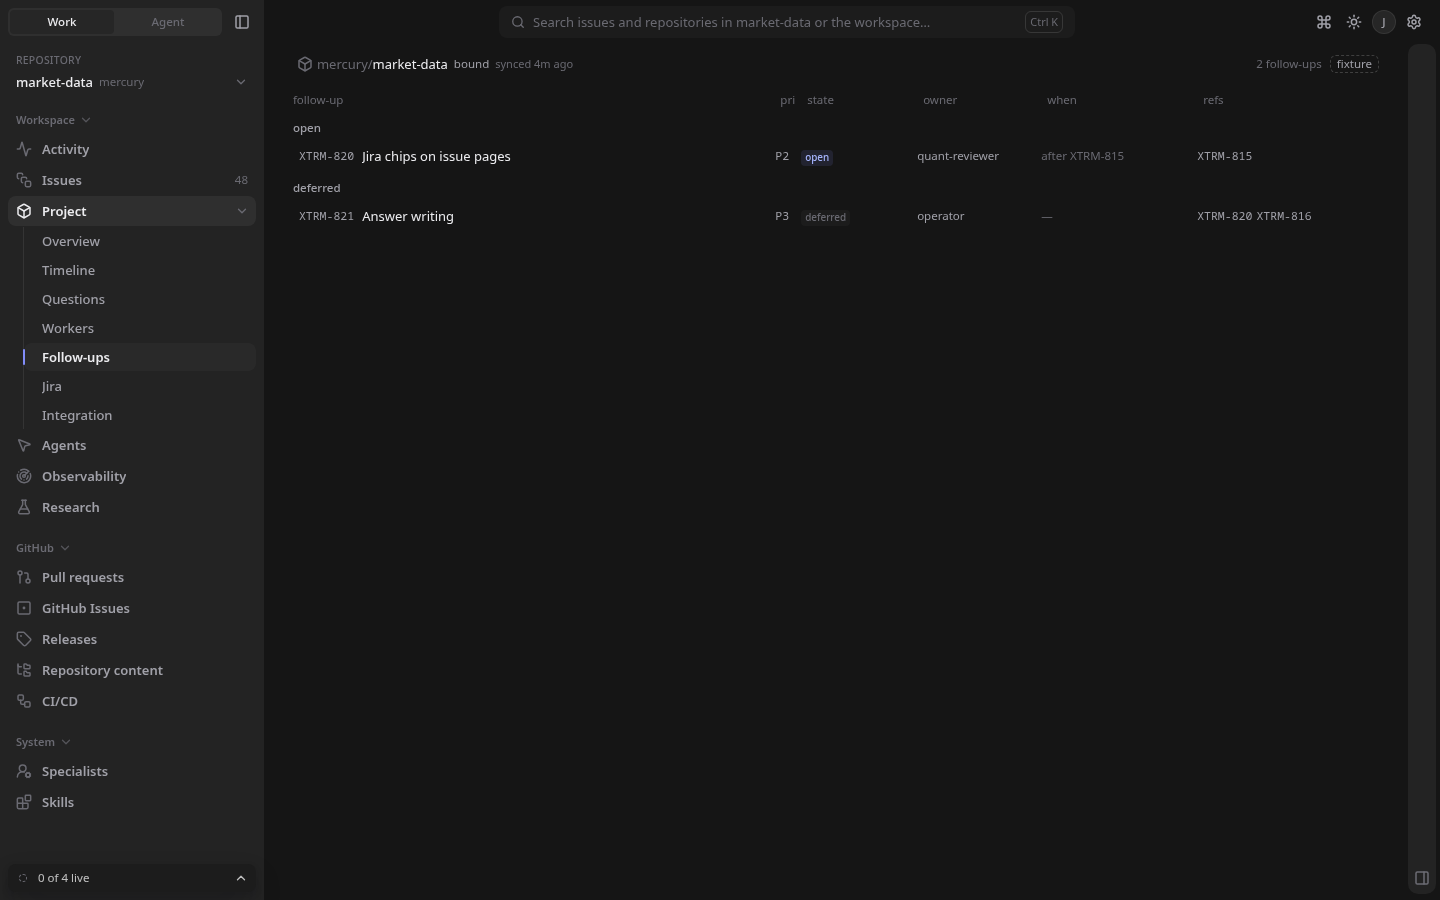 Work Agent
Search issues and repositories in market-data or the workspace... Ctrl K
J
REPOSITORY
market-data mercury
Workspace
Activity
Issues 48
Project
Overview
Timeline
Questions
Workers
Follow-ups
Jira
Integration
Agents
Observability
Research
GitHub
Pull requests
GitHub Issues
Releases
Repository content
CI/CD
System
Specialists
Skills
0 of 4 live
mercury/market-data bound synced 4m ago 2 follow-ups fixture
follow-up pri state owner when refs
open
XTRM-820 Jira chips on issue pages P2 open quant-reviewer after XTRM-815 XTRM-815
deferred
XTRM-821 Answer writing P3 deferred operator — XTRM-820 XTRM-816